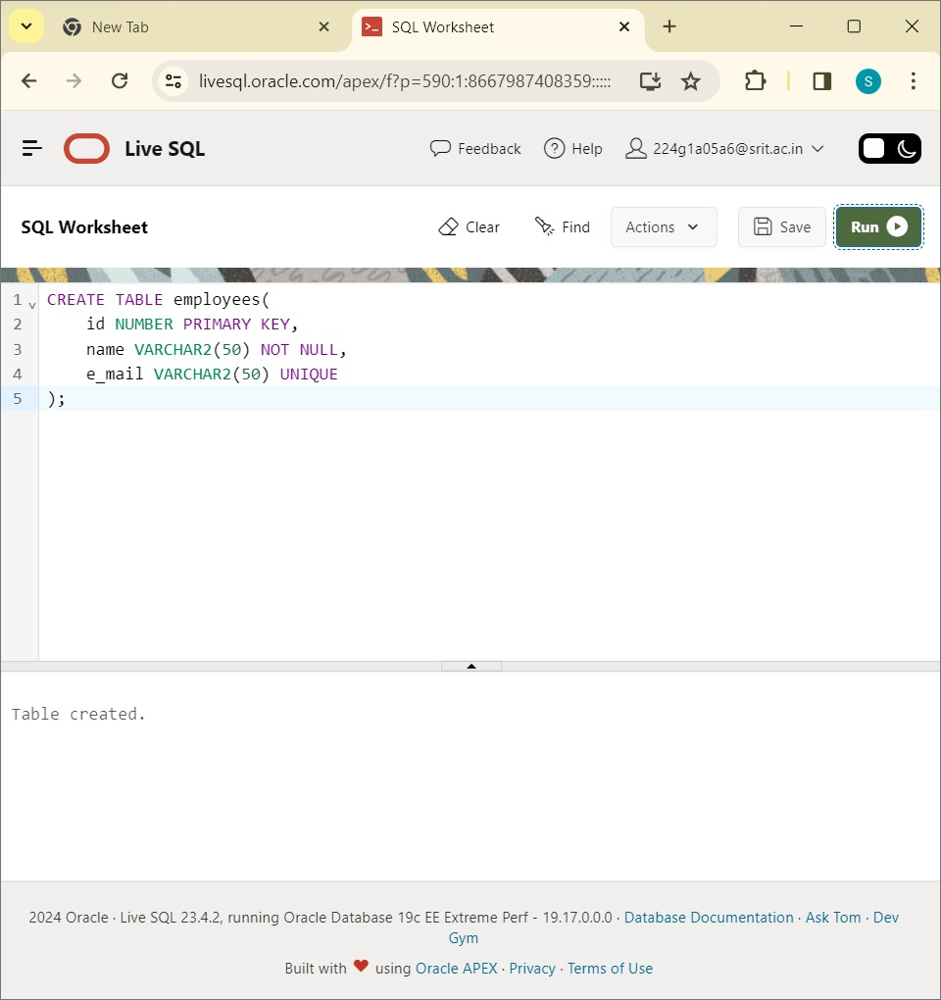 New Tab
SQL Worksheet
livesql.oracle.com/apex/f?p=590:1:8667987408359:::::
S
Live SQL
Feedback
Help
224g1a05a6@srit.ac.in
SQL Worksheet
Clear
Find
Actions
Save
Run
1 CREATE TABLE employees(
2 id NUMBER PRIMARY KEY,
3 name VARCHAR2(50) NOT NULL,
4 e_mail VARCHAR2(50) UNIQUE
5 );
Table created.
2024 Oracle · Live SQL 23.4.2, running Oracle Database 19c EE Extreme Perf - 19.17.0.0.0 · Database Documentation · Ask Tom · Dev
Gym
Built with ❤ using Oracle APEX · Privacy · Terms of Use